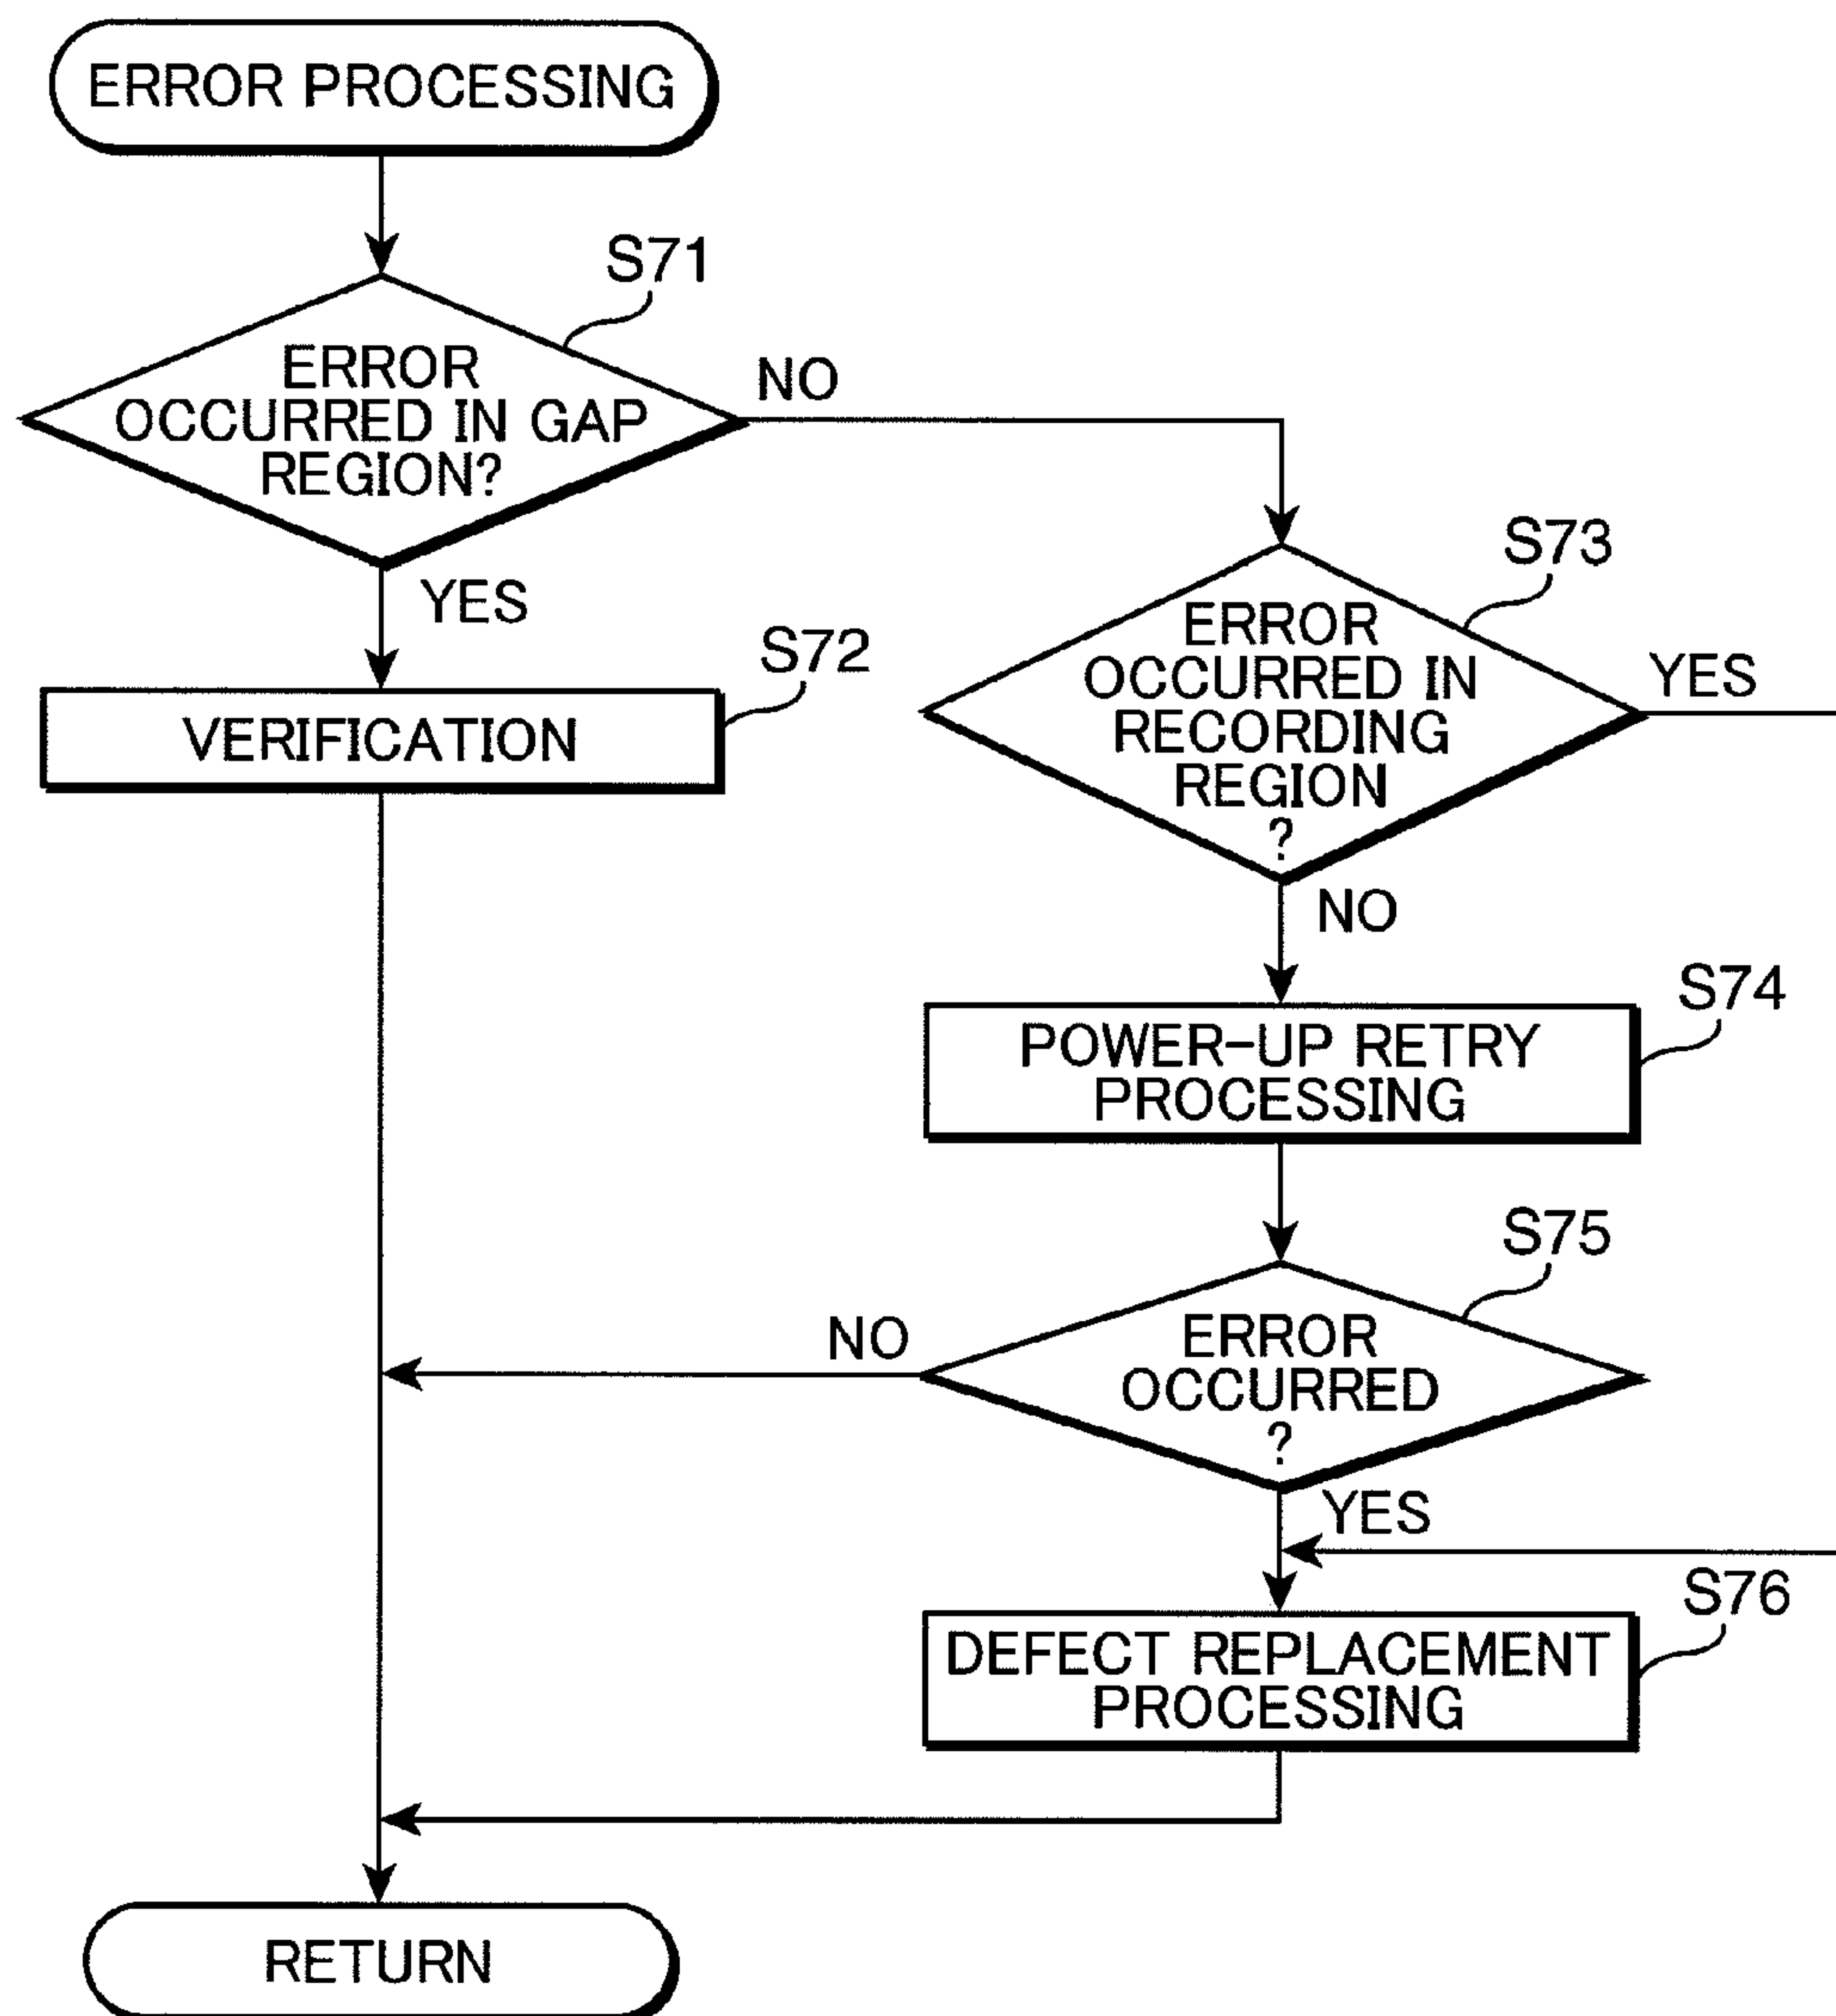 ERROR PROCESSING
S71
ERROR
OCCURRED IN GAP
REGION?
NO
YES
S72
VERIFICATION
S73
ERROR
OCCURRED IN
RECORDING
REGION
?
YES
NO
S74
POWER-UP RETRY
PROCESSING
S75
ERROR
OCCURRED
?
NO
YES
S76
DEFECT REPLACEMENT
PROCESSING
RETURN